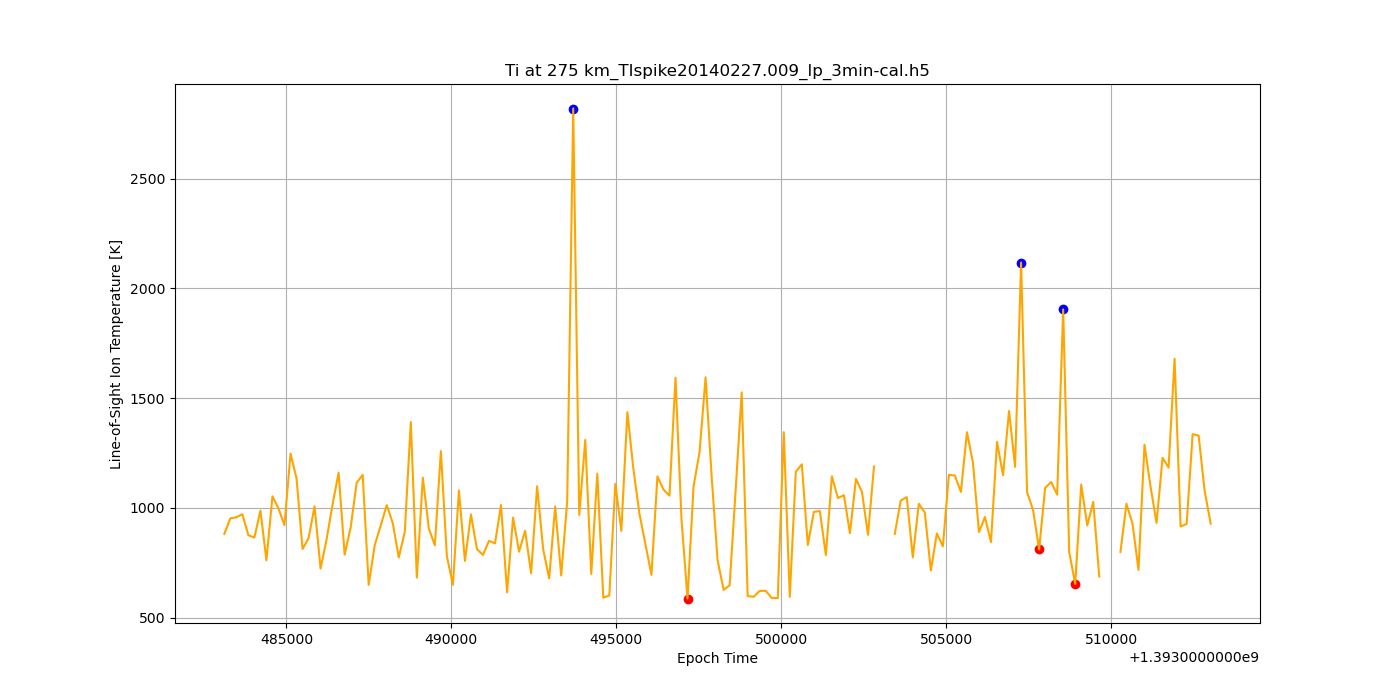 Ti at 275 km_TIspike20140227.009_lp_3min-cal.h5
Line-of-Sight Ion Temperature [K]
2500
2000
1500
1000
500
485000 490000 495000 500000 505000 510000
Epoch Time
+1.3930000000e9